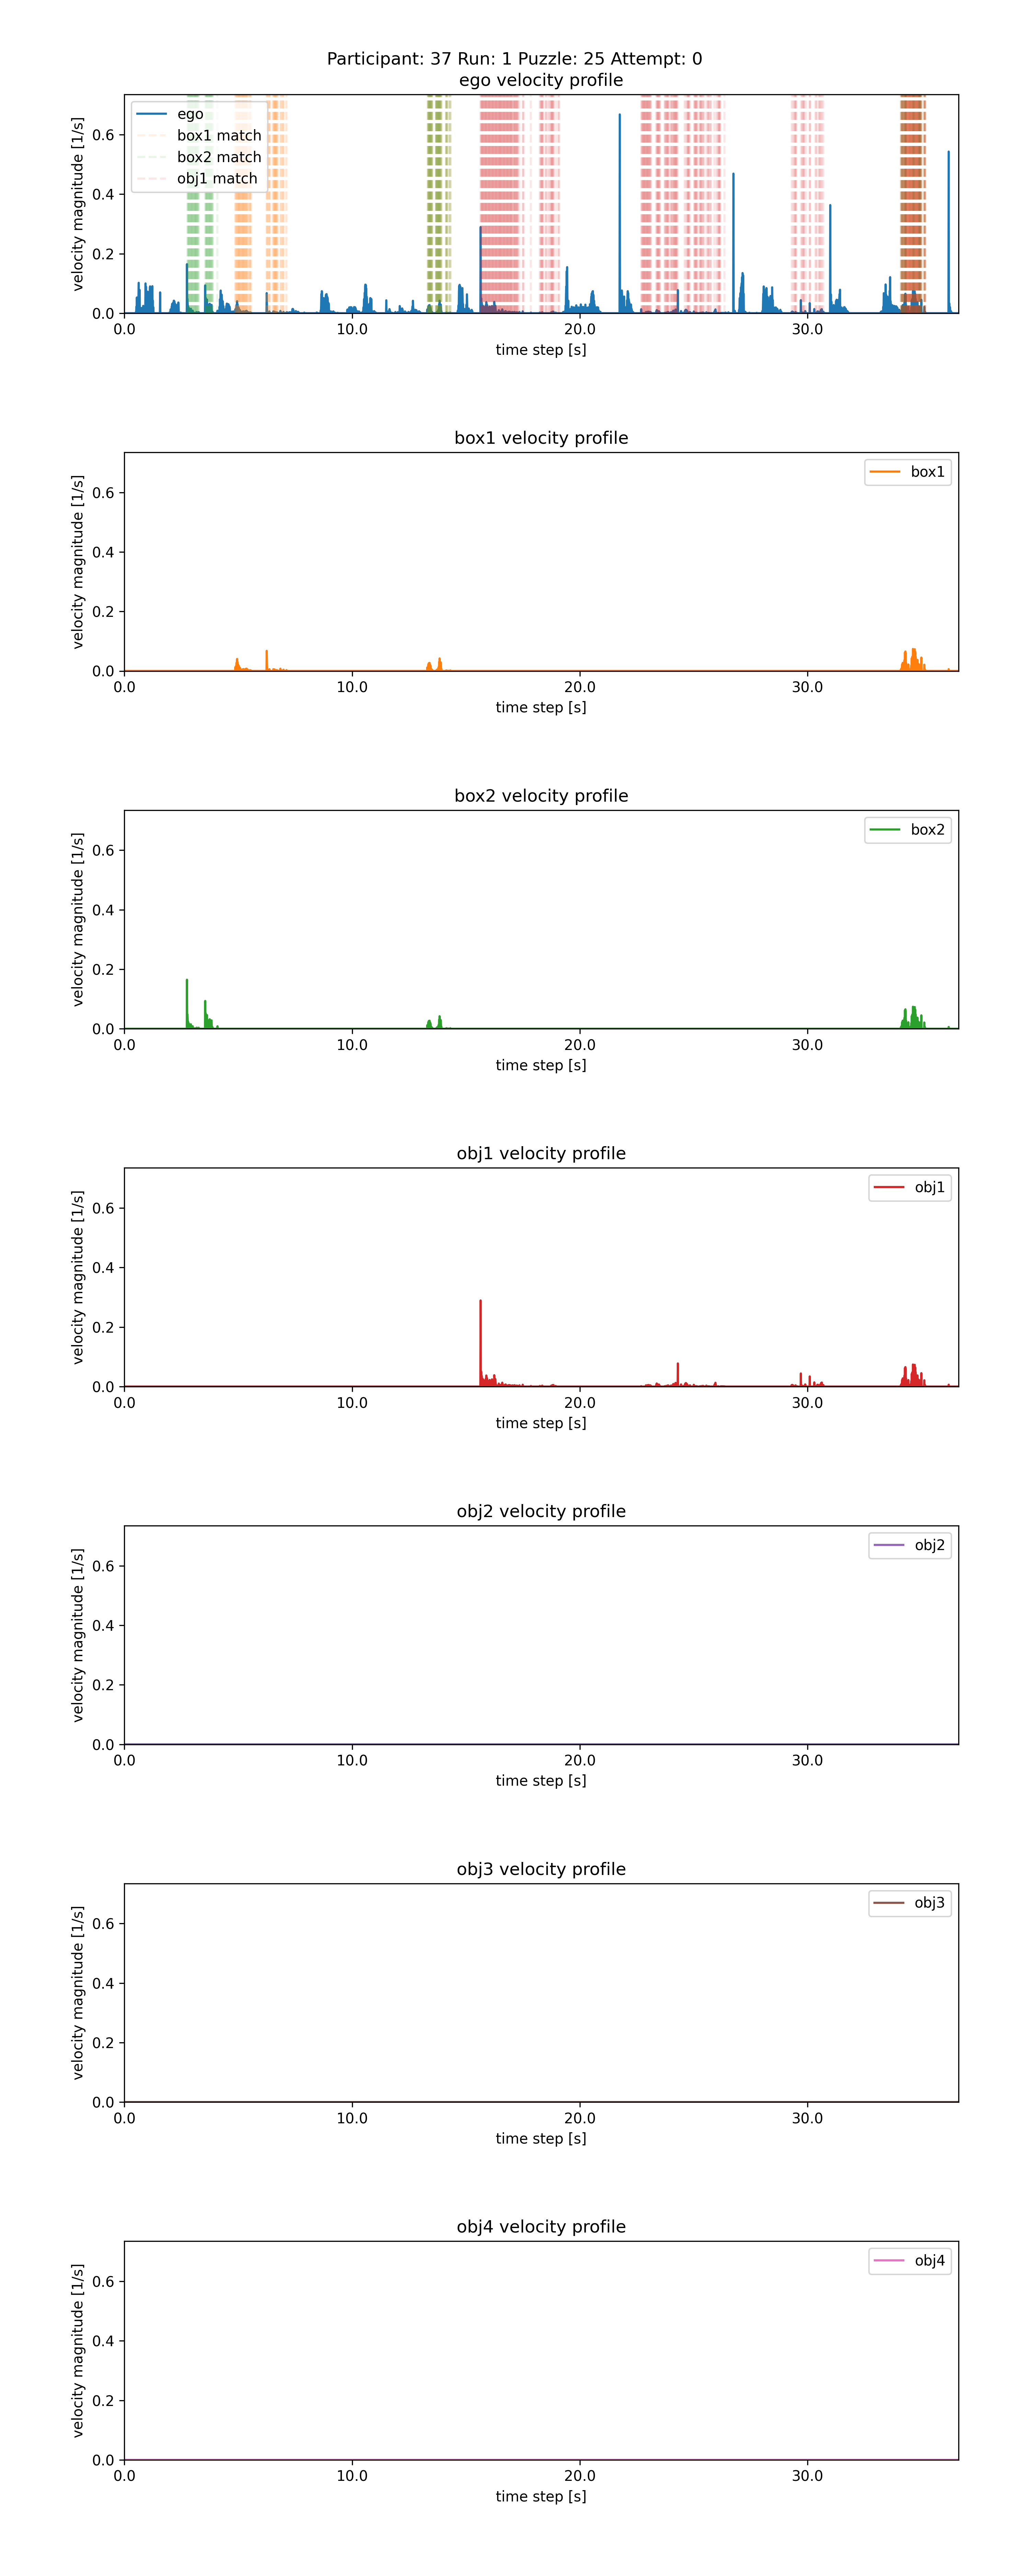 Participant: 37 Run: 1 Puzzle: 25 Attempt: 0
ego velocity profile
velocity magnitude [1/s]
0.6
0.4
0.2
0.0
ego
box1 match
box2 match
obj1 match
0.0 10.0 20.0 30.0
time step [s]
box1 velocity profile
velocity magnitude [1/s]
0.6
0.4
0.2
0.0
box1
0.0 10.0 20.0 30.0
time step [s]
box2 velocity profile
velocity magnitude [1/s]
0.6
0.4
0.2
0.0
box2
0.0 10.0 20.0 30.0
time step [s]
obj1 velocity profile
velocity magnitude [1/s]
0.6
0.4
0.2
0.0
obj1
0.0 10.0 20.0 30.0
time step [s]
obj2 velocity profile
velocity magnitude [1/s]
0.6
0.4
0.2
0.0
obj2
0.0 10.0 20.0 30.0
time step [s]
obj3 velocity profile
velocity magnitude [1/s]
0.6
0.4
0.2
0.0
obj3
0.0 10.0 20.0 30.0
time step [s]
obj4 velocity profile
velocity magnitude [1/s]
0.6
0.4
0.2
0.0
obj4
0.0 10.0 20.0 30.0
time step [s]